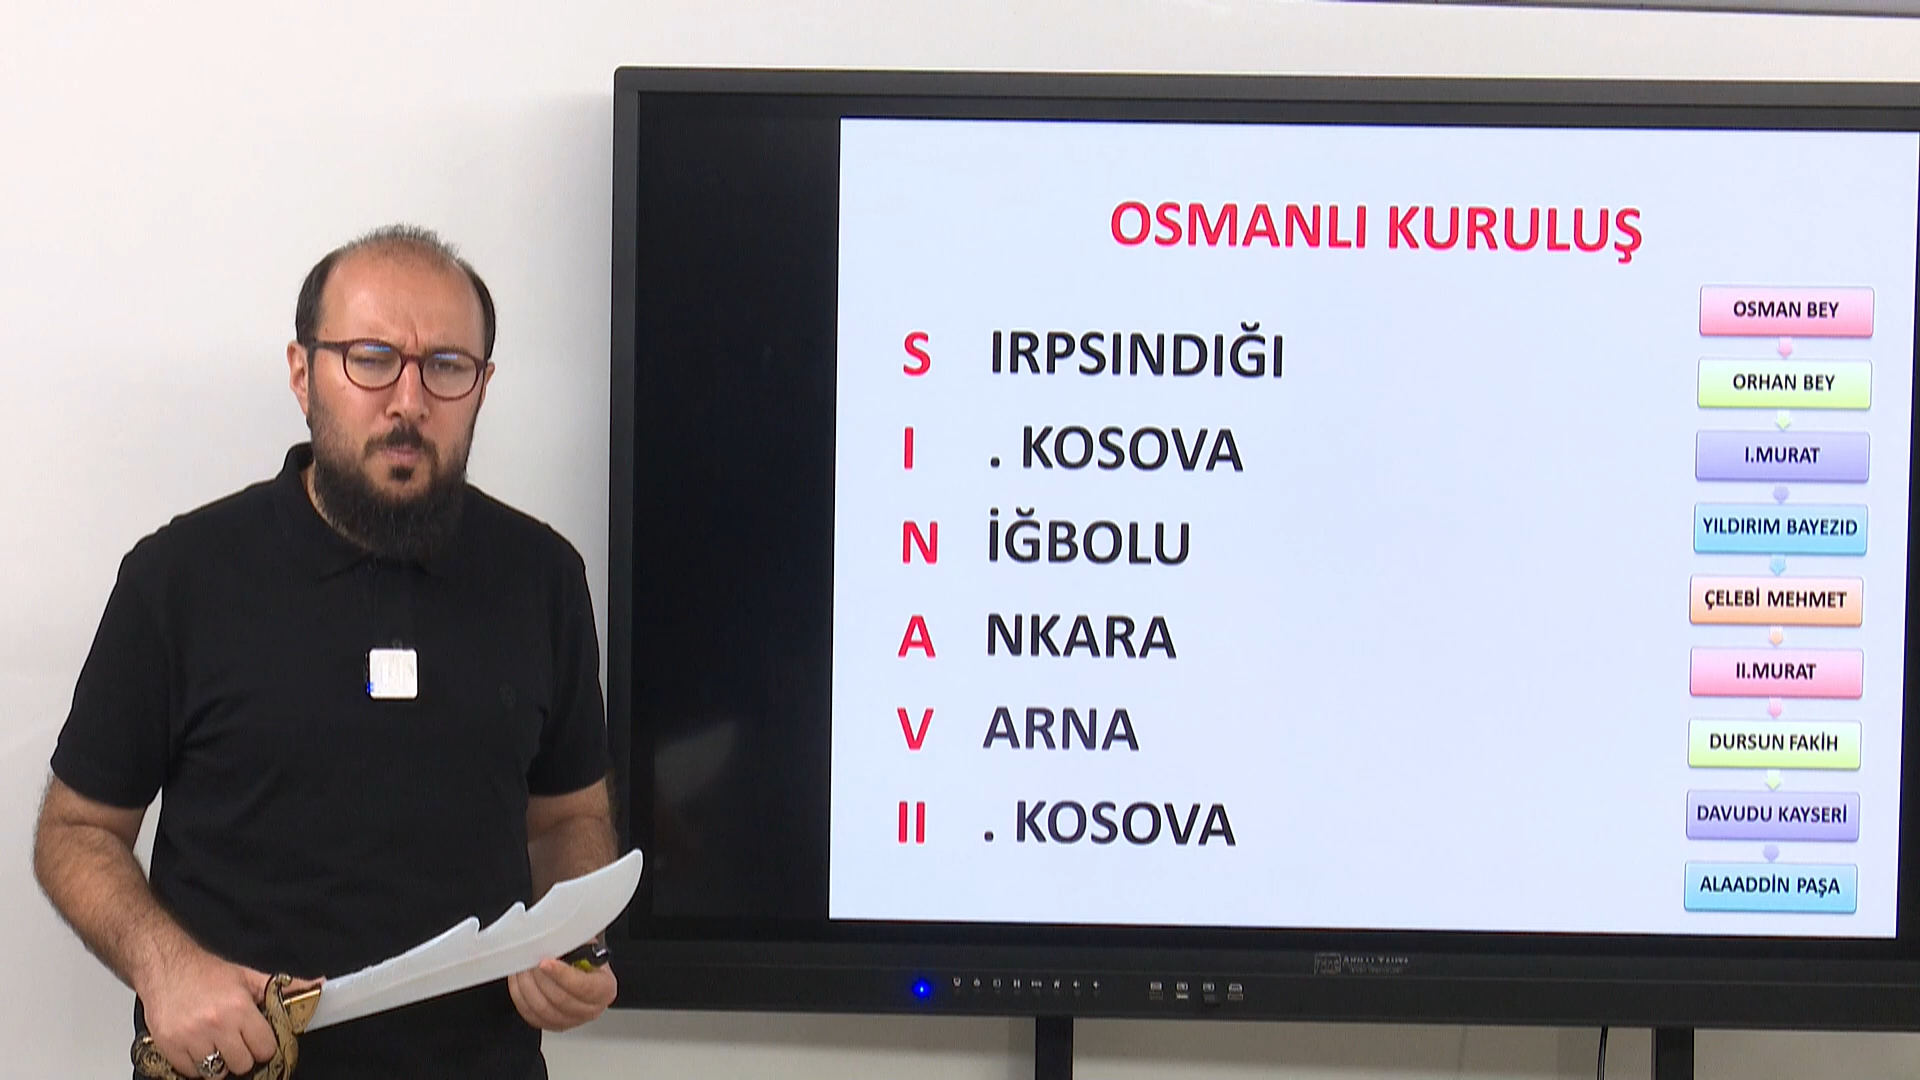 OSMANLI KURULUŞ
S IRPSINDIĞI
I . KOSOVA
N İĞBOLU
A NKARA
V ARNA
II . KOSOVA
OSMAN BEY
ORHAN BEY
I.MURAT
YILDIRIM BAYEZID
ÇELEBİ MEHMET
II.MURAT
DURSUN FAKİH
DAVUDU KAYSERİ
ALAADDİN PAŞA